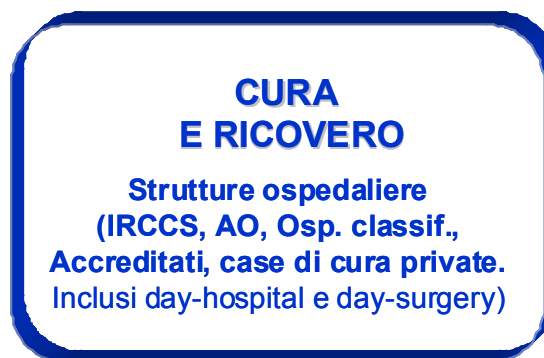 CURA
E RICOVERO
Strutture ospedaliere
(IRCCS, AO, Osp. classif.,
Accreditati, case di cura private.
Inclusi day-hospital e day-surgery)